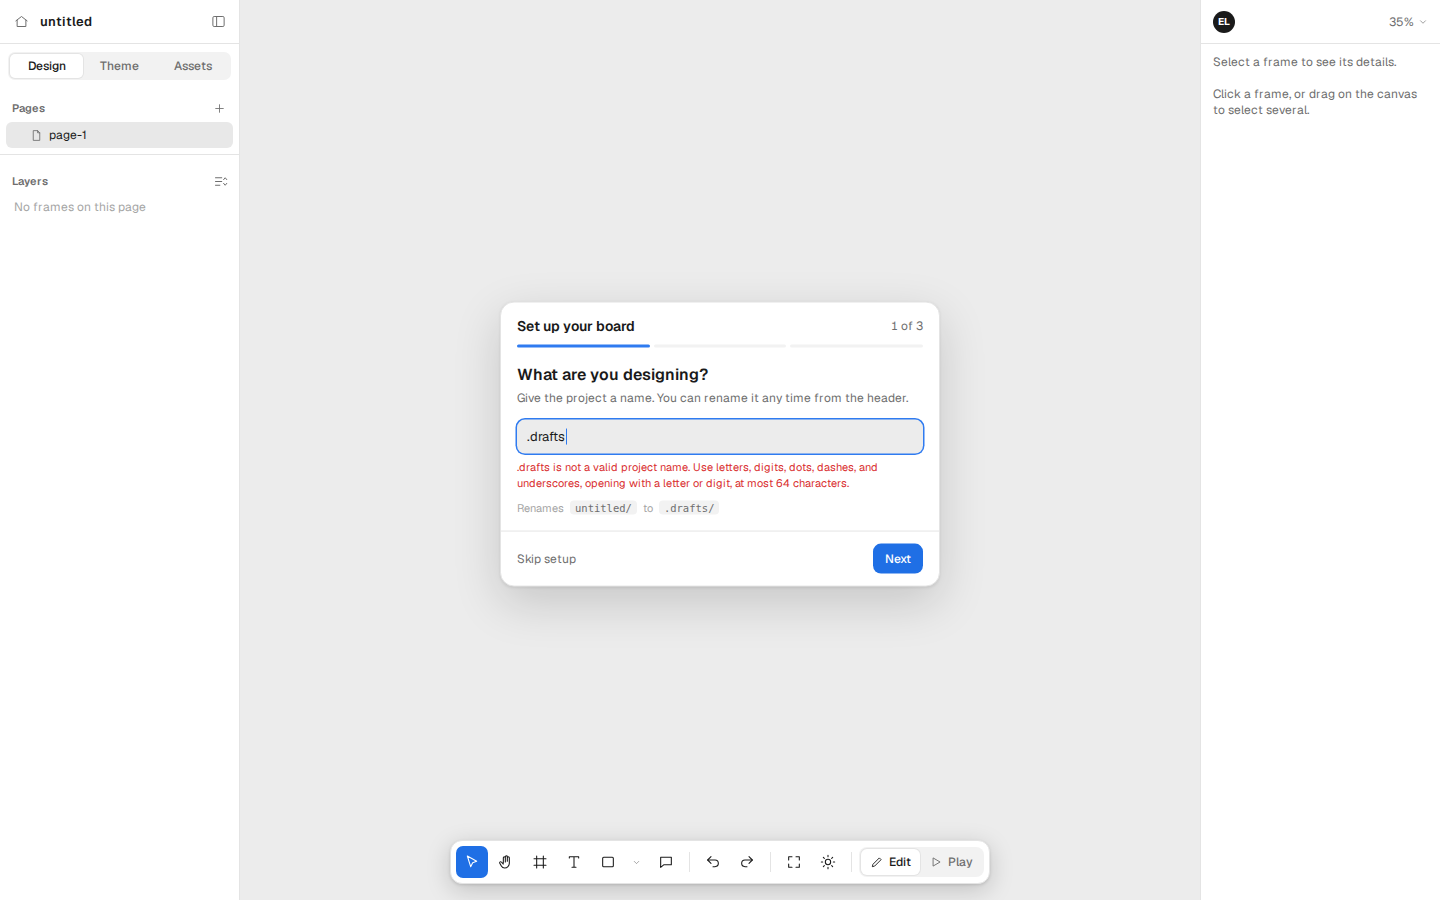 untitled
Design Theme Assets
Pages
page-1
Layers
No frames on this page
EL 35%
Select a frame to see its details.
Click a frame, or drag on the canvas
to select several.
Set up your board 1 of 3
What are you designing?
Give the project a name. You can rename it any time from the header.
.drafts
.drafts is not a valid project name. Use letters, digits, dots, dashes, and
underscores, opening with a letter or digit, at most 64 characters.
Renames untitled/ to .drafts/
Skip setup Next
Edit Play